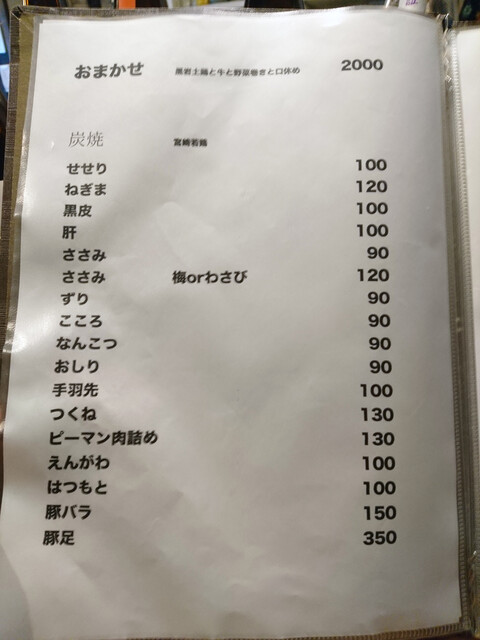 おまかせ 黒岩土鶏と牛と野菜巻きと口休め 2000
炭焼 宮崎若鶏
せせり 100
ねぎま 120
黒皮 100
肝 100
ささみ 90
ささみ 梅orわさび 120
ずり 90
こころ 90
なんこつ 90
おしり 90
手羽先 100
つくね 130
ピーマン肉詰め 130
えんがわ 100
はつもと 100
豚バラ 150
豚足 350